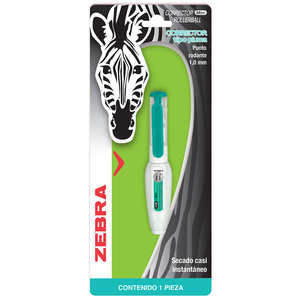 CORRECTOR Mini
ROLLERBALL
CORRECTOR
tipo pluma
Punto
rodante
1,0 mm
ZEBRA
Secado casi
instantáneo
CONTENIDO 1 PIEZA